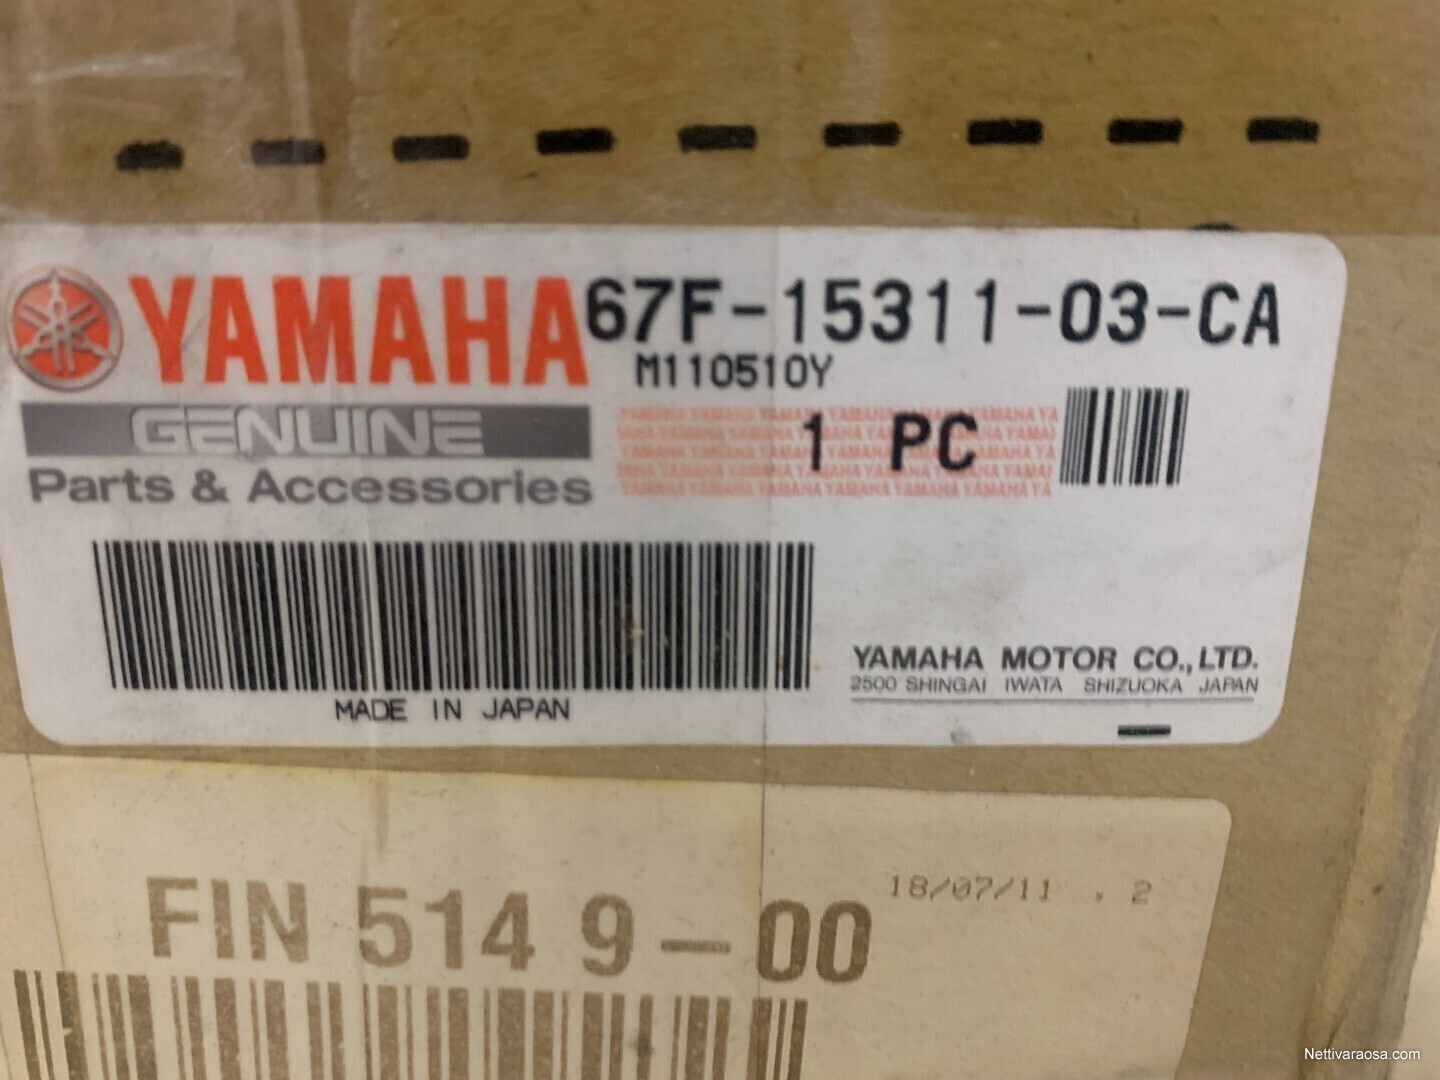 YAMAHA 67F-15311-03-CA
M110510Y
GENUINE
1 PC
Parts & Accessories
YAMAHA MOTOR CO., LTD.
2500 SHINGAI IWATA SHIZUOKA JAPAN
MADE IN JAPAN
18/07/11 . 2
FIN 514 9-00
Nettivaraosa.com